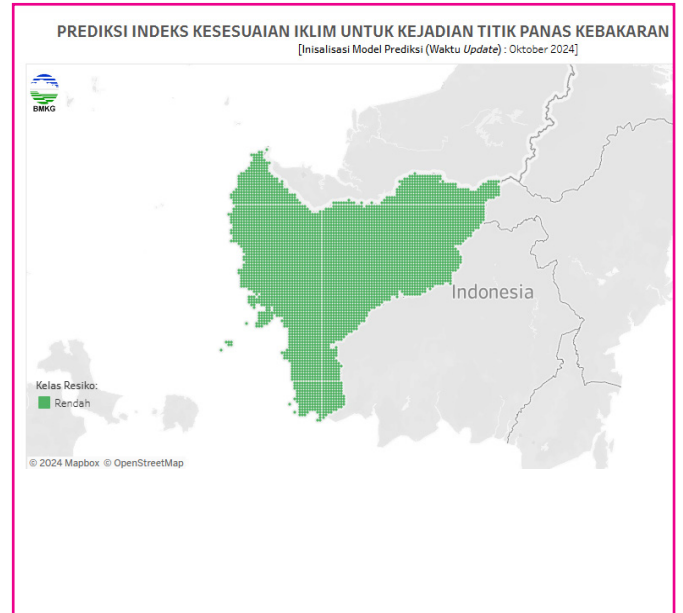 PREDIKSI INDEKS KESESUAIAN IKLIM UNTUK KEJADIAN TITIK PANAS KEBAKARAN
[Inisalisasi Model Prediksi (Waktu Update) : Oktober 2024]
BMKG
Indonesia
Kelas Resiko:
Rendah
© 2024 Mapbox © OpenStreetMap